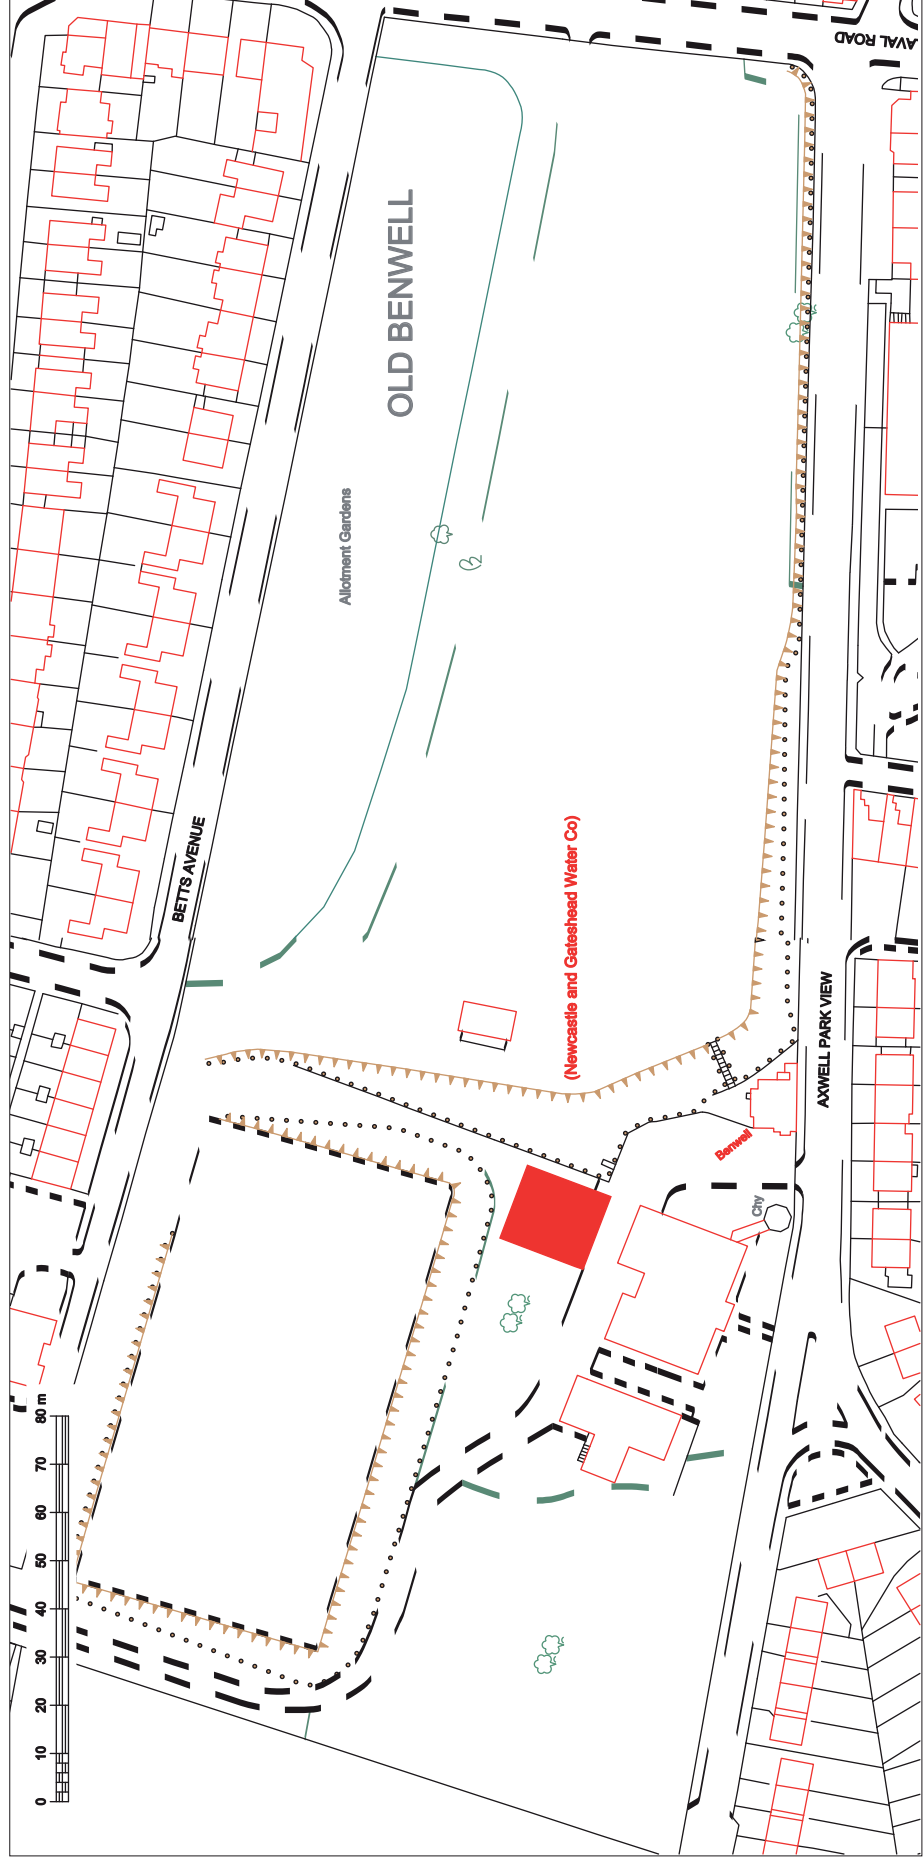 AVAL ROAD
OLD BENWELL
Allotment Gardens
BETTS AVENUE
(Newcastle and Gateshead Water Co)
AXWELL PARK VIEW
Benwell
Chy
0 10 20 30 40 50 60 70 80 m